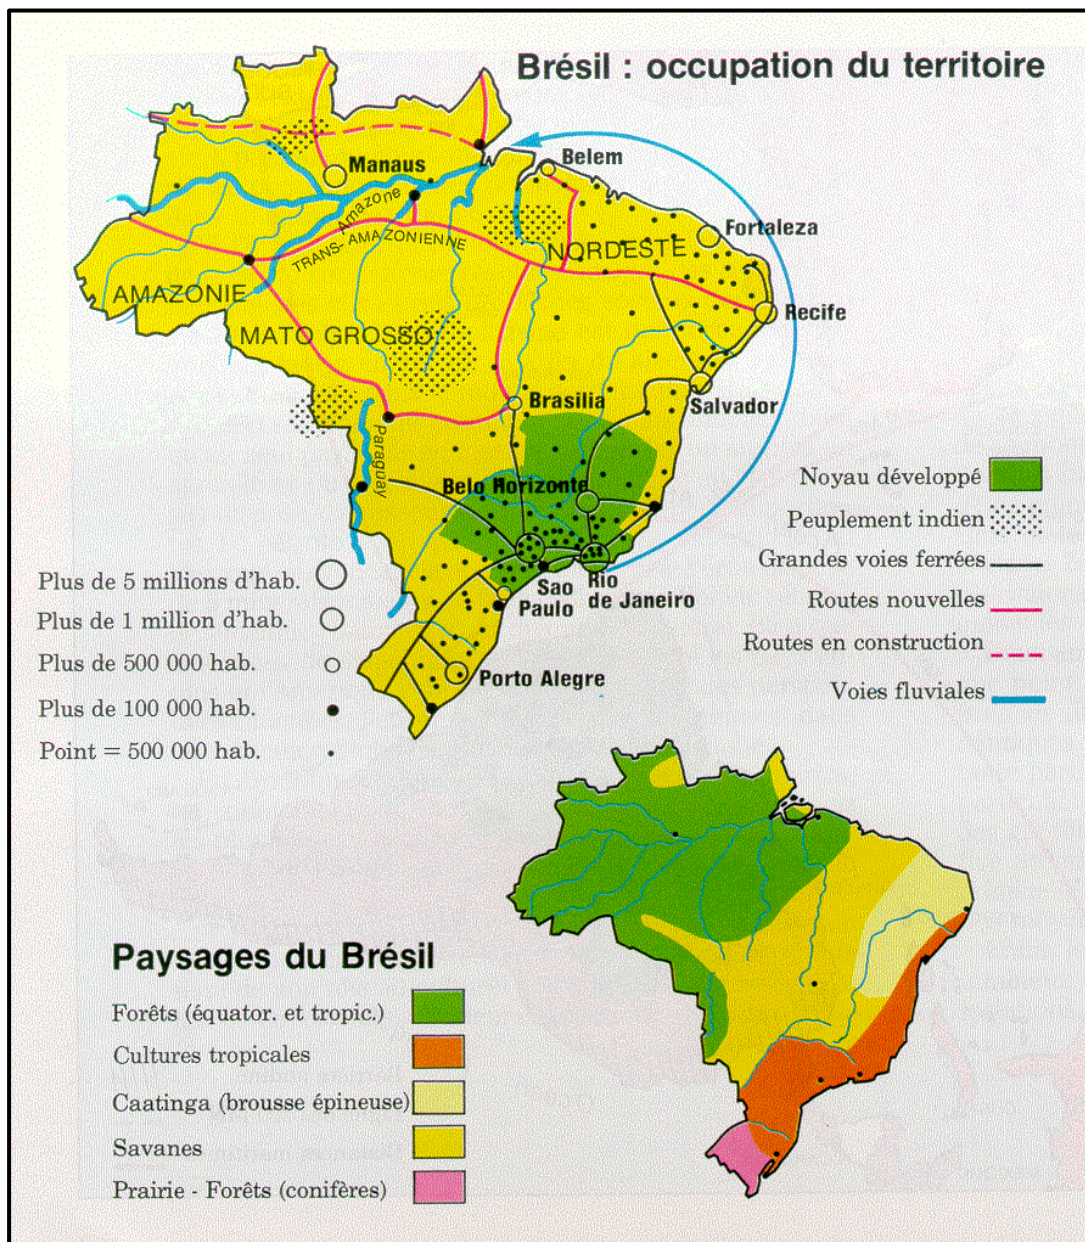 Brésil : occupation du territoire
Belem
Manaus
Amazone
Fortaleza
TRANS-AMAZONIENNE
NORDESTE
AMAZONIE
Recife
MATO GROSSO
Brasilia
Salvador
Paraguay
Belo Horizonte
Sao
Paulo
Rio
de Janeiro
Porto Alegre
Noyau développé
Peuplement indien
Grandes voies ferrées
Routes nouvelles
Routes en construction
Voies fluviales
Plus de 5 millions d'hab.
Plus de 1 million d'hab.
Plus de 500 000 hab.
Plus de 100 000 hab.
Point = 500 000 hab.
Paysages du Brésil
Forêts (équator. et tropic.)
Cultures tropicales
Caatinga (brousse épineuse)
Savanes
Prairie - Forêts (conifères)